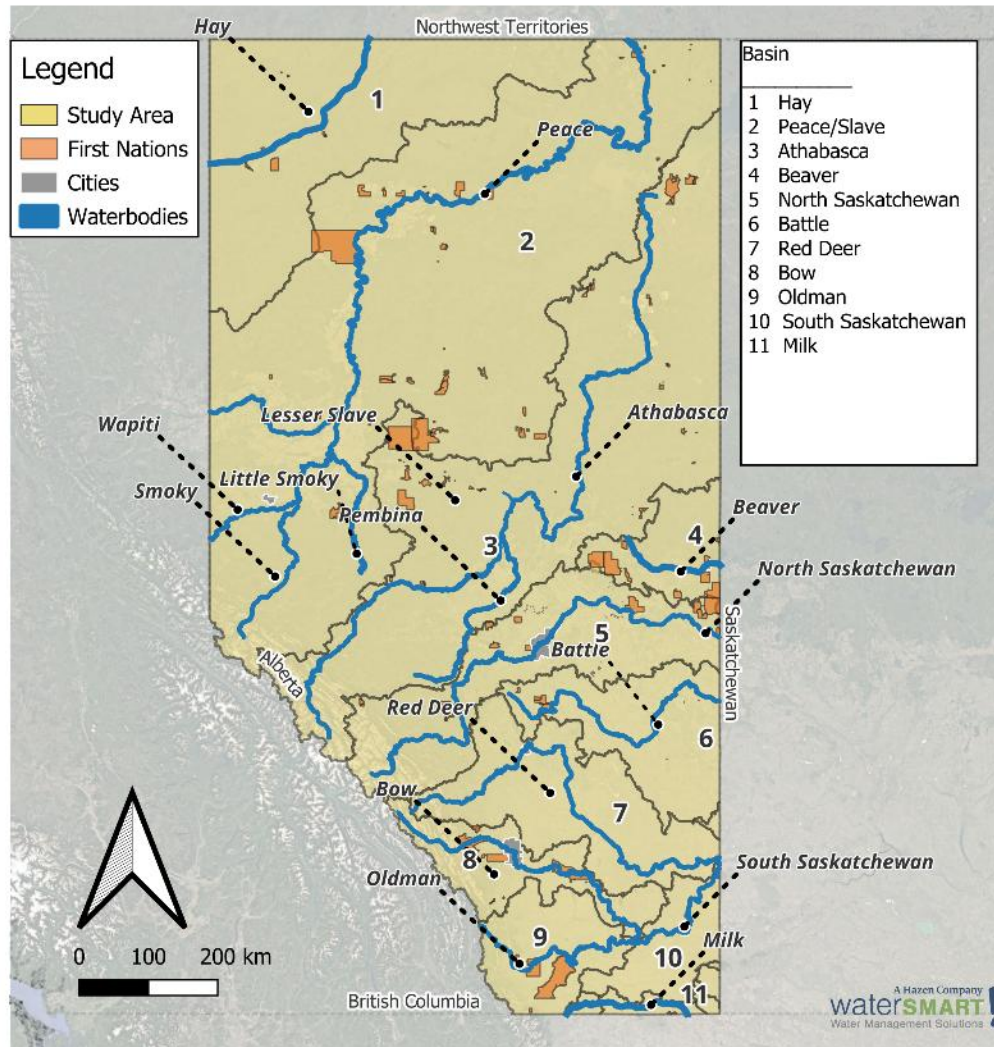 Northwest Territories
Hay
Legend
Study Area
First Nations
Cities
Waterbodies
Basin
1 Hay
2 Peace/Slave
3 Athabasca
4 Beaver
5 North Saskatchewan
6 Battle
7 Red Deer
8 Bow
9 Oldman
10 South Saskatchewan
11 Milk
1
Peace
2
Wapiti
Lesser Slave
Athabasca
Smoky
Little Smoky
Pembina
3
Beaver
4
North Saskatchewan
5
Battle
Saskatchewan
Alberta
Red Deer
6
Bow
7
8
Oldman
South Saskatchewan
9
10
Milk
11
0 100 200 km
British Columbia
A Hazen Company
waterSMART
Water Management Solutions